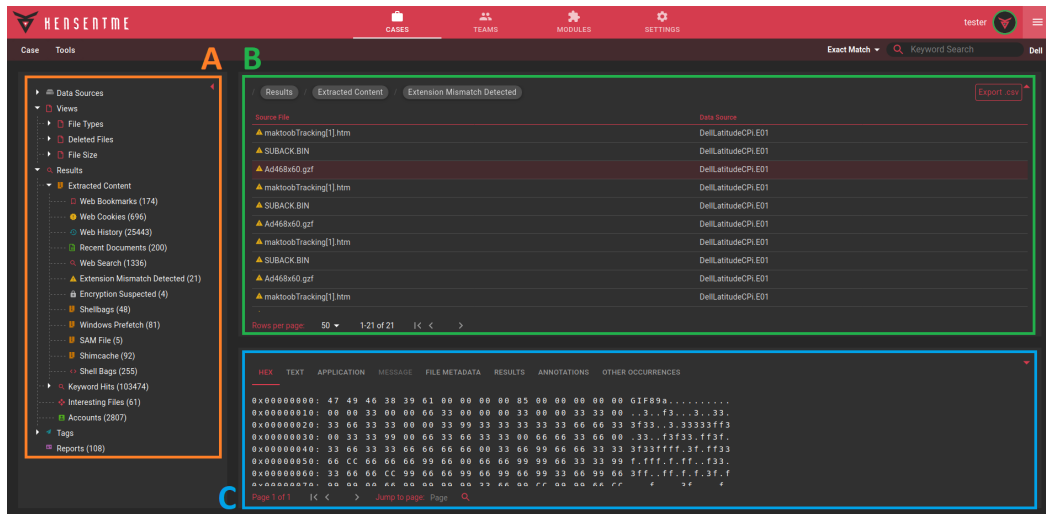 HENSENTME
CASES TEAMS MODULES SETTINGS
tester
Case Tools
Exact Match Keyword Search Dell
A B
Data Sources
Views
File Types
Deleted Files
File Size
Results
Extracted Content
Web Bookmarks (174)
Web Cookies (696)
Web History (25443)
Recent Documents (200)
Web Search (1336)
Extension Mismatch Detected (21)
Encryption Suspected (4)
Shellbags (48)
Windows Prefetch (81)
SAM File (5)
Shimcache (92)
Shell Bags (255)
Keyword Hits (103474)
Interesting Files (61)
Accounts (2807)
Tags
Reports (108)
/ Results / Extracted Content / Extension Mismatch Detected
Export .csv
Source File Data Source
maktoobTracking[1].htm DellLatitudeCPi.E01
SUBACK.BIN DellLatitudeCPi.E01
Ad468x60.gzf DellLatitudeCPi.E01
maktoobTracking[1].htm DellLatitudeCPi.E01
SUBACK.BIN DellLatitudeCPi.E01
Ad468x60.gzf DellLatitudeCPi.E01
maktoobTracking[1].htm DellLatitudeCPi.E01
SUBACK.BIN DellLatitudeCPi.E01
Ad468x60.gzf DellLatitudeCPi.E01
maktoobTracking[1].htm DellLatitudeCPi.E01
Rows per page: 50 1-21 of 21
HEX TEXT APPLICATION MESSAGE FILE METADATA RESULTS ANNOTATIONS OTHER OCCURRENCES
0x00000000: 47 49 46 38 39 61 00 00 00 00 85 00 00 00 00 00 GIF89a..........
0x00000010: 00 00 33 00 00 66 33 00 00 00 33 00 00 33 33 00 ..3..f3...3..33.
0x00000020: 33 66 33 33 00 00 33 99 33 33 33 33 33 66 66 33 3f33..3.33333ff3
0x00000030: 00 33 33 99 00 66 33 66 33 33 00 66 66 33 66 00 .33..f3f33.ff3f.
0x00000040: 33 66 33 33 66 66 66 66 00 33 66 99 66 66 33 33 3f33ffff.3f.ff33
0x00000050: 66 CC 66 66 66 99 66 00 66 66 99 99 66 33 33 99 f.fff.f.ff..f33.
0x00000060: 33 66 66 CC 99 66 66 99 66 99 66 99 33 66 99 66 3ff..ff.f.f.3f.f
Page 1 of 1 Jump to page: Page
C